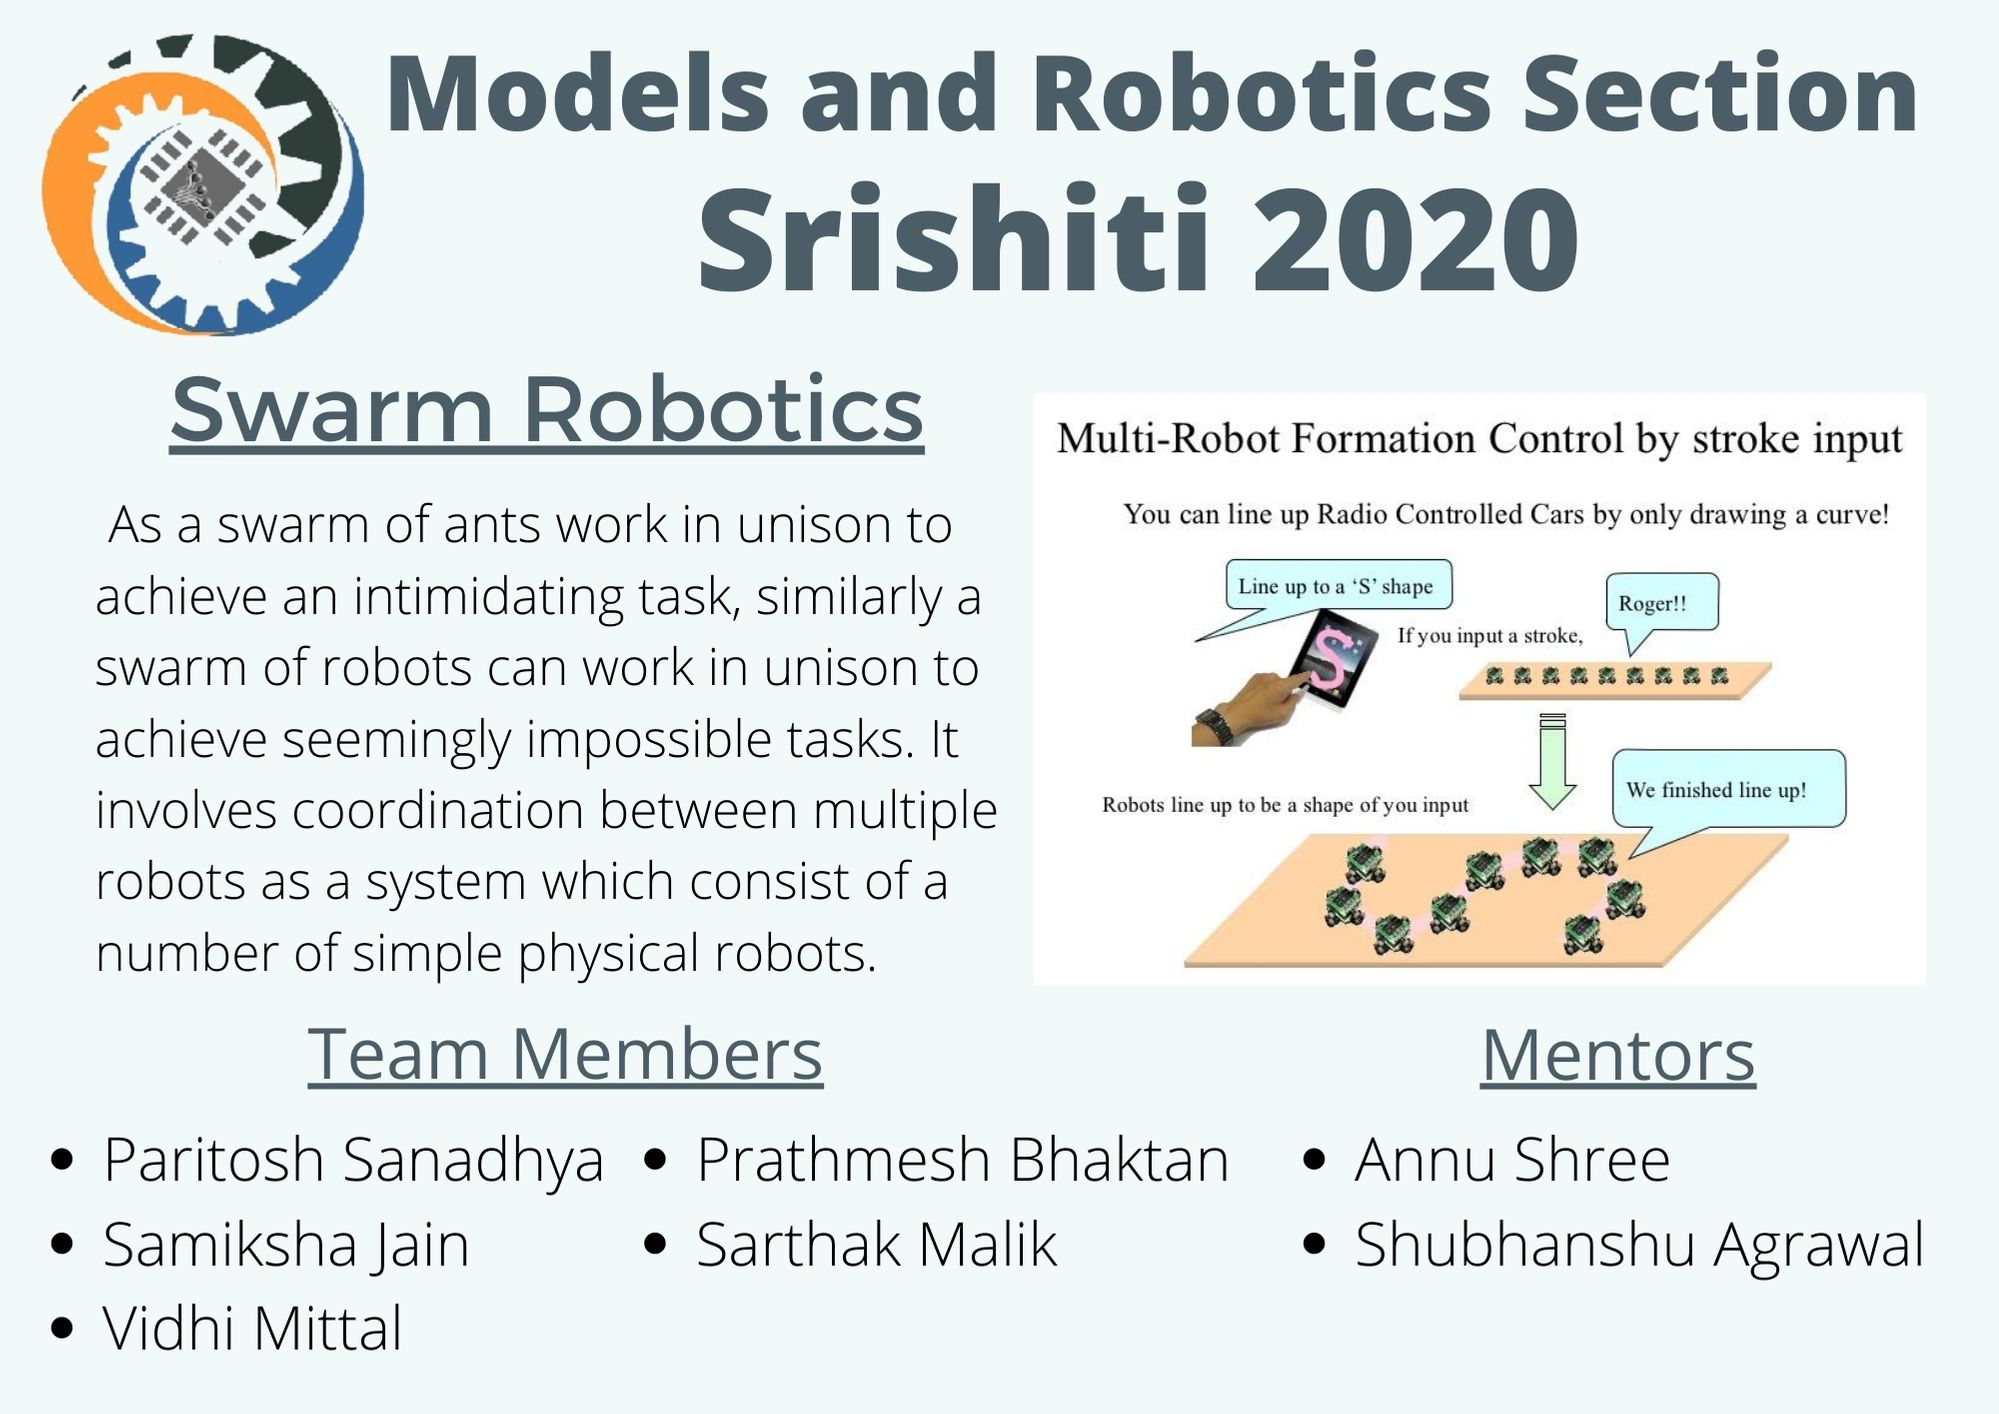 Models and Robotics Section
Srishiti 2020
Swarm Robotics
As a swarm of ants work in unison to
achieve an intimidating task, similarly a
swarm of robots can work in unison to
achieve seemingly impossible tasks. It
involves coordination between multiple
robots as a system which consist of a
number of simple physical robots.
Multi-Robot Formation Control by stroke input
You can line up Radio Controlled Cars by only drawing a curve!
Line up to a ‘S’ shape
Roger!!
If you input a stroke,
We finished line up!
Robots line up to be a shape of you input
Team Members
• Paritosh Sanadhya
• Samiksha Jain
• Vidhi Mittal
• Prathmesh Bhaktan
• Sarthak Malik
Mentors
• Annu Shree
• Shubhanshu Agrawal